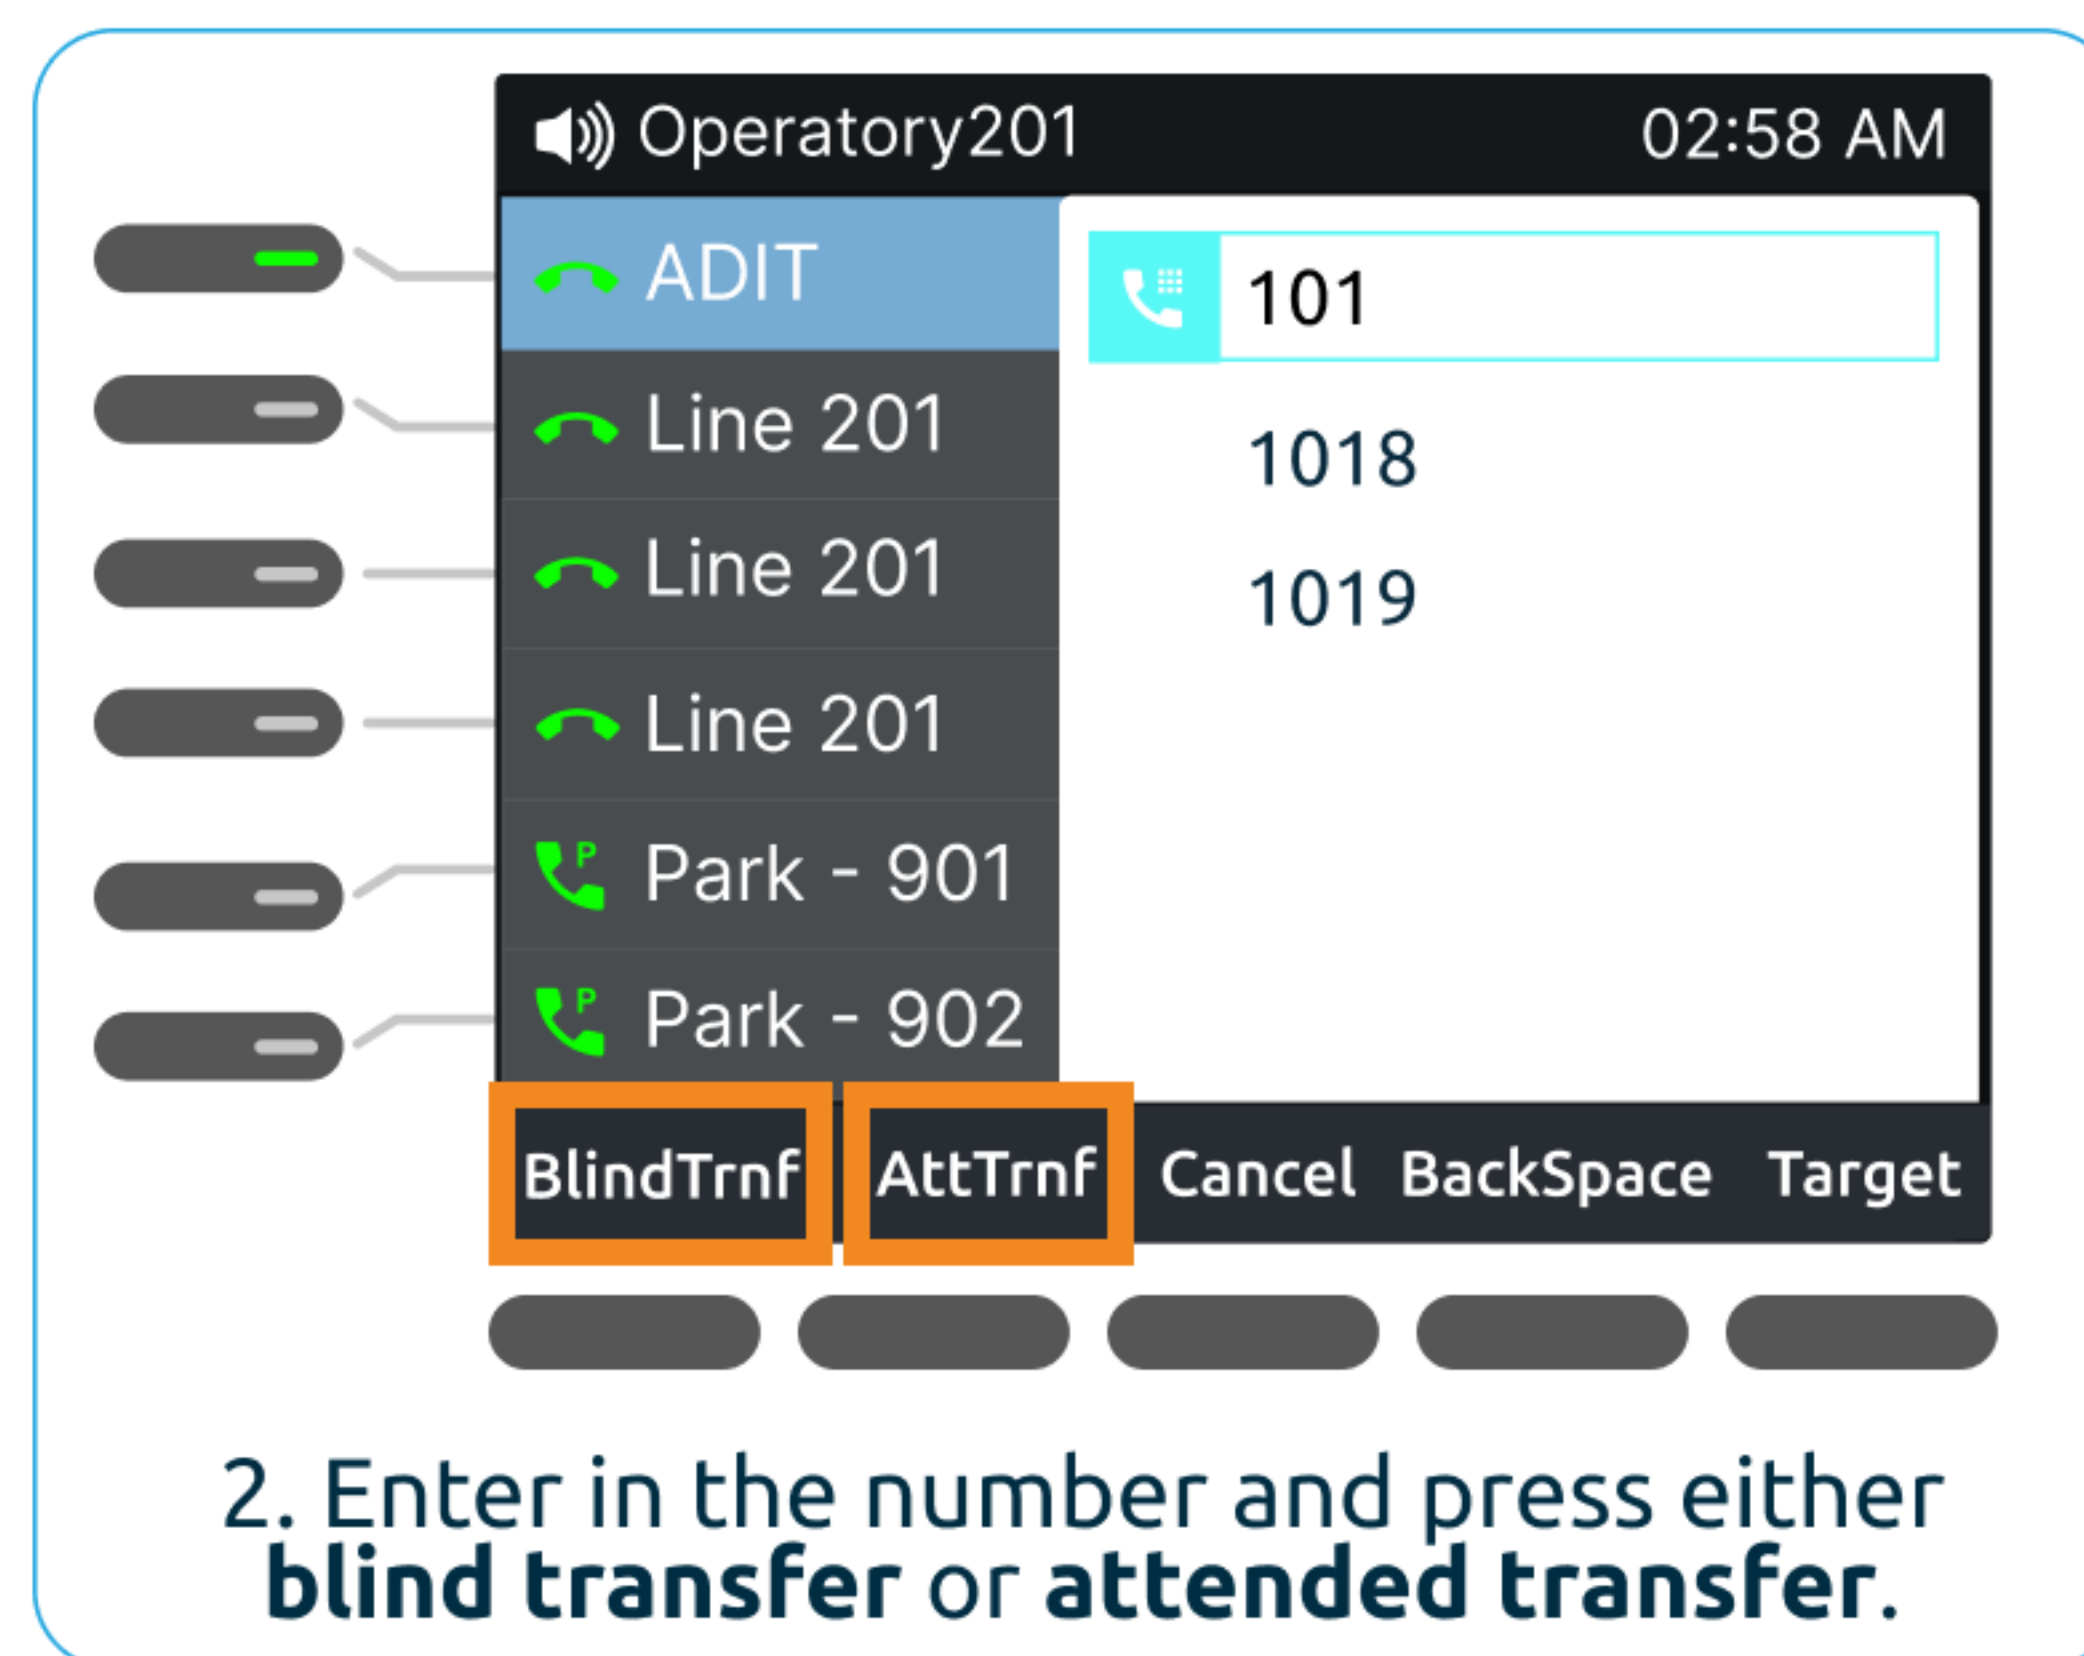 Operatory201 02:58 AM
ADIT
101
Line 201
1018
Line 201
1019
Line 201
Park - 901
Park - 902
BlindTrnf AttTrnf Cancel BackSpace Target
2. Enter in the number and press either
blind transfer or attended transfer.